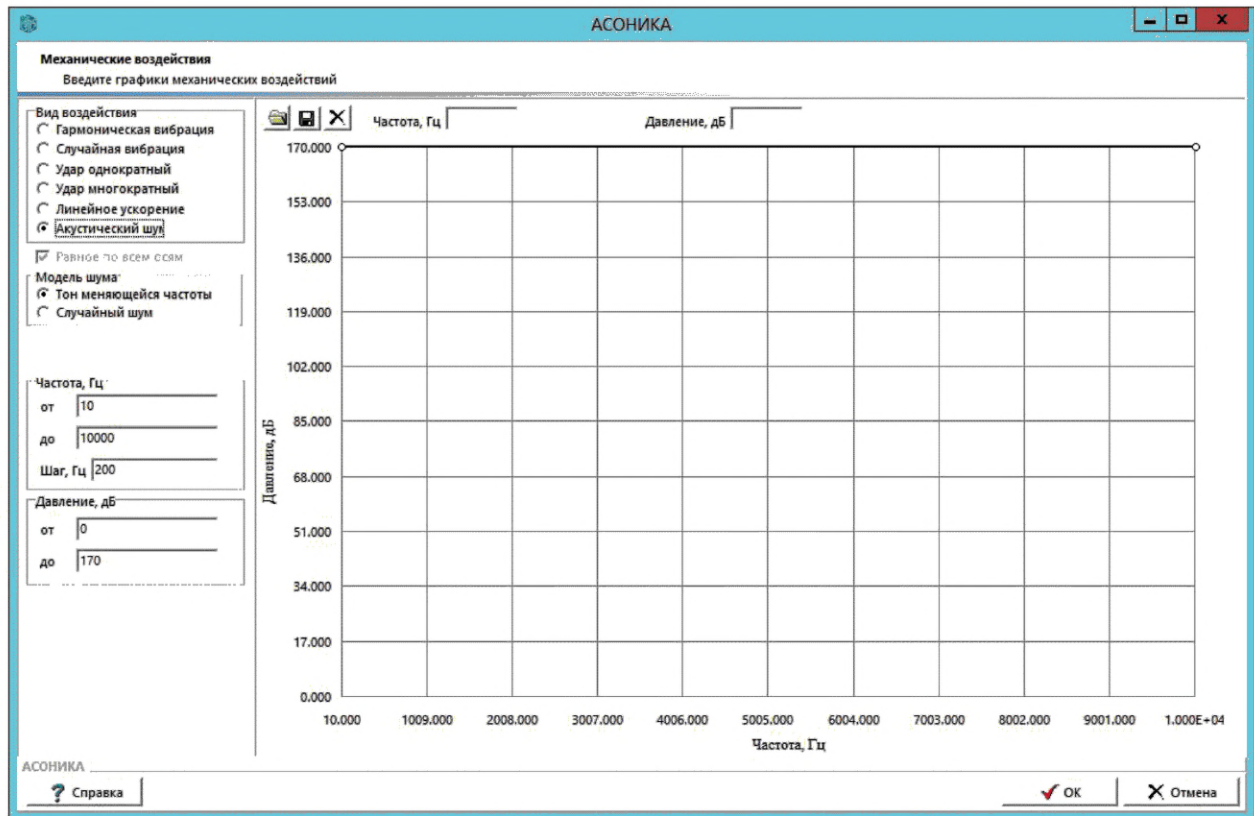 АСОНИКА
Механические воздействия
Введите графики механических воздействий
Вид воздействия
Гармоническая вибрация
Случайная вибрация
Удар однократный
Удар многократный
Линейное ускорение
Акустический шум
Равное по всем осям
Модель шума
Тон меняющейся частоты
Случайный шум
Частота, Гц
от 10
до 10000
Шаг, Гц 200
Давление, дБ
от 0
до 170
Частота, Гц
Давление, дБ
170.000
153.000
136.000
119.000
102.000
85.000
68.000
51.000
34.000
17.000
0.000
Давление, дБ
10.000 1009.000 2008.000 3007.000 4006.000 5005.000 6004.000 7003.000 8002.000 9001.000 1.000E+04
Частота, Гц
АСОНИКА
? Справка
ОК
Отмена